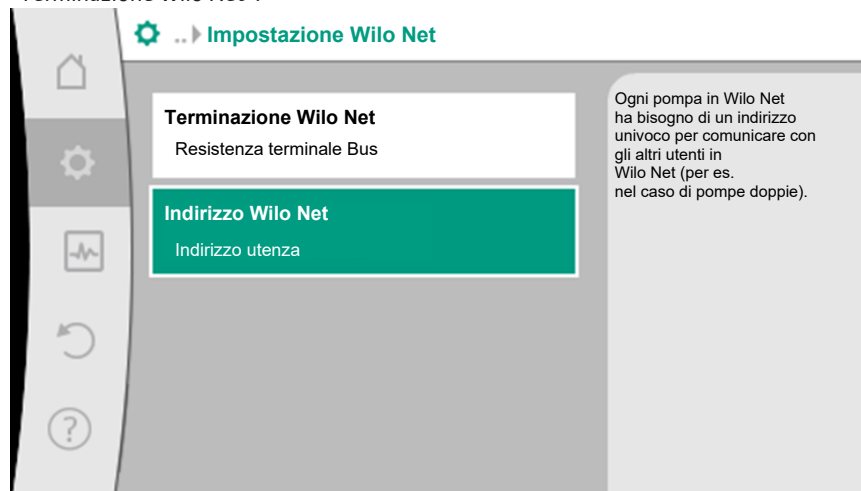 ..▸ Impostazione Wilo Net
Terminazione Wilo Net
Resistenza terminale Bus
Indirizzo Wilo Net
Indirizzo utenza
Ogni pompa in Wilo Net
ha bisogno di un indirizzo
univoco per comunicare con
gli altri utenti in
Wilo Net (per es.
nel caso di pompe doppie).
?